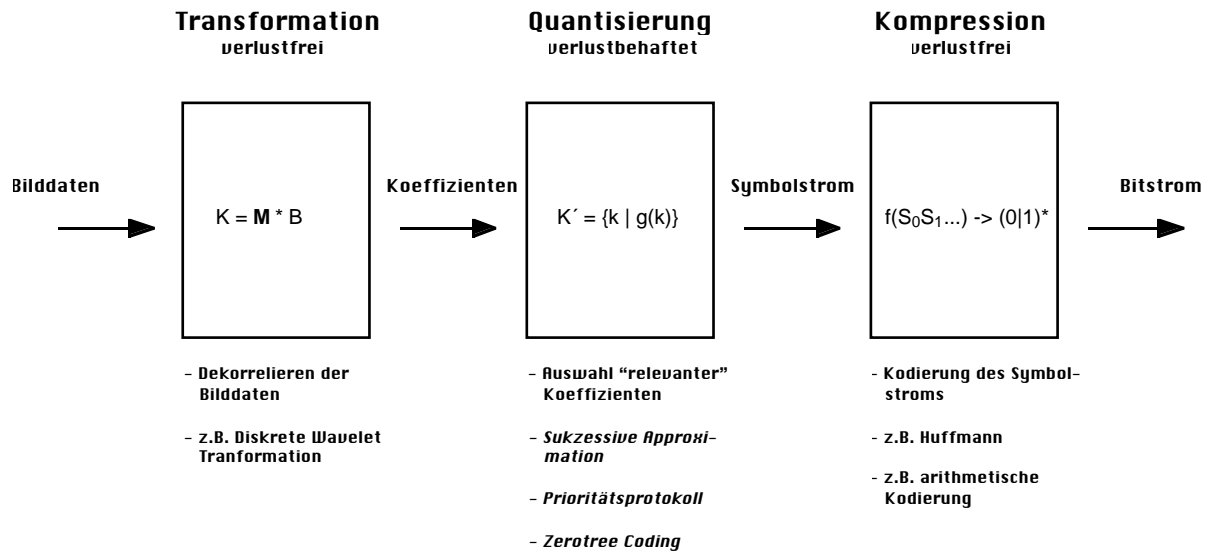 Transformation
verlustfrei
Quantisierung
verlustbehaftet
Kompression
verlustfrei
Bilddaten
K = M * B
Koeffizienten
K´ = {k | g(k)}
Symbolstrom
f(S₀S₁...) -> (0|1)*
Bitstrom
- Dekorrelieren der
Bilddaten
- z.B. Diskrete Wavelet
Tranformation
- Auswahl “relevanter”
Koeffizienten
- Sukzessive Approxi-
mation
- Prioritätsprotokoll
- Zerotree Coding
- Kodierung des Symbol-
stroms
- z.B. Huffmann
- z.B. arithmetische
Kodierung